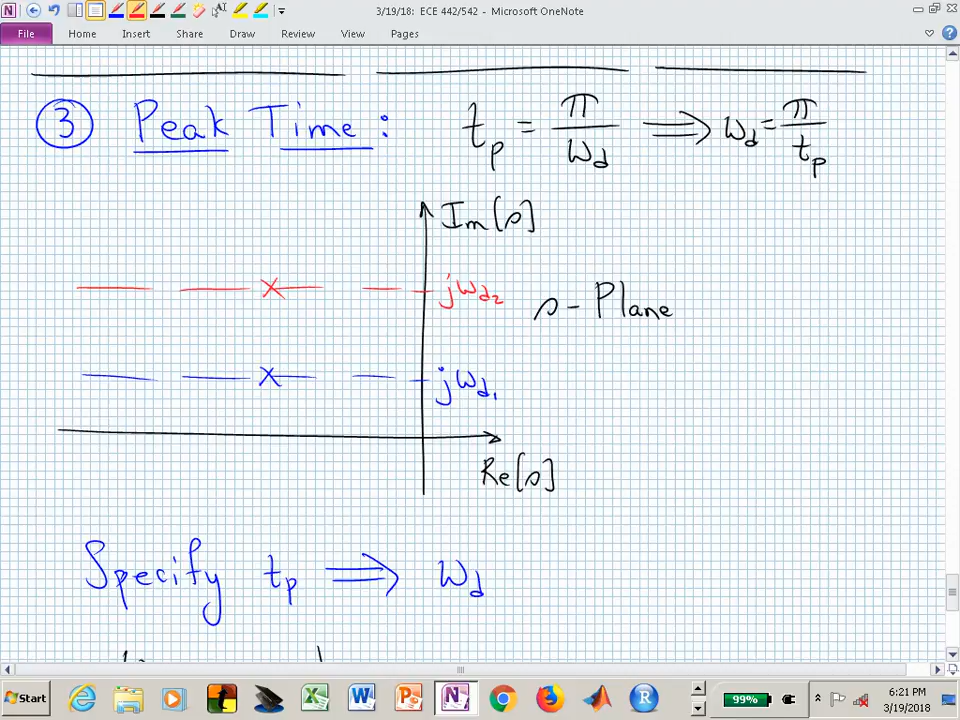 3/19/18: ECE 442/542 - Microsoft OneNote
File Home Insert Share Draw Review View Pages
③ Peak Time: t_p = π/ω_d ⟹ ω_d = π/t_p
Im[s]
jω_d2
s-Plane
jω_d1
Re[s]
Specify t_p ⟹ ω_d
Start
99%
6:21 PM
3/19/2018